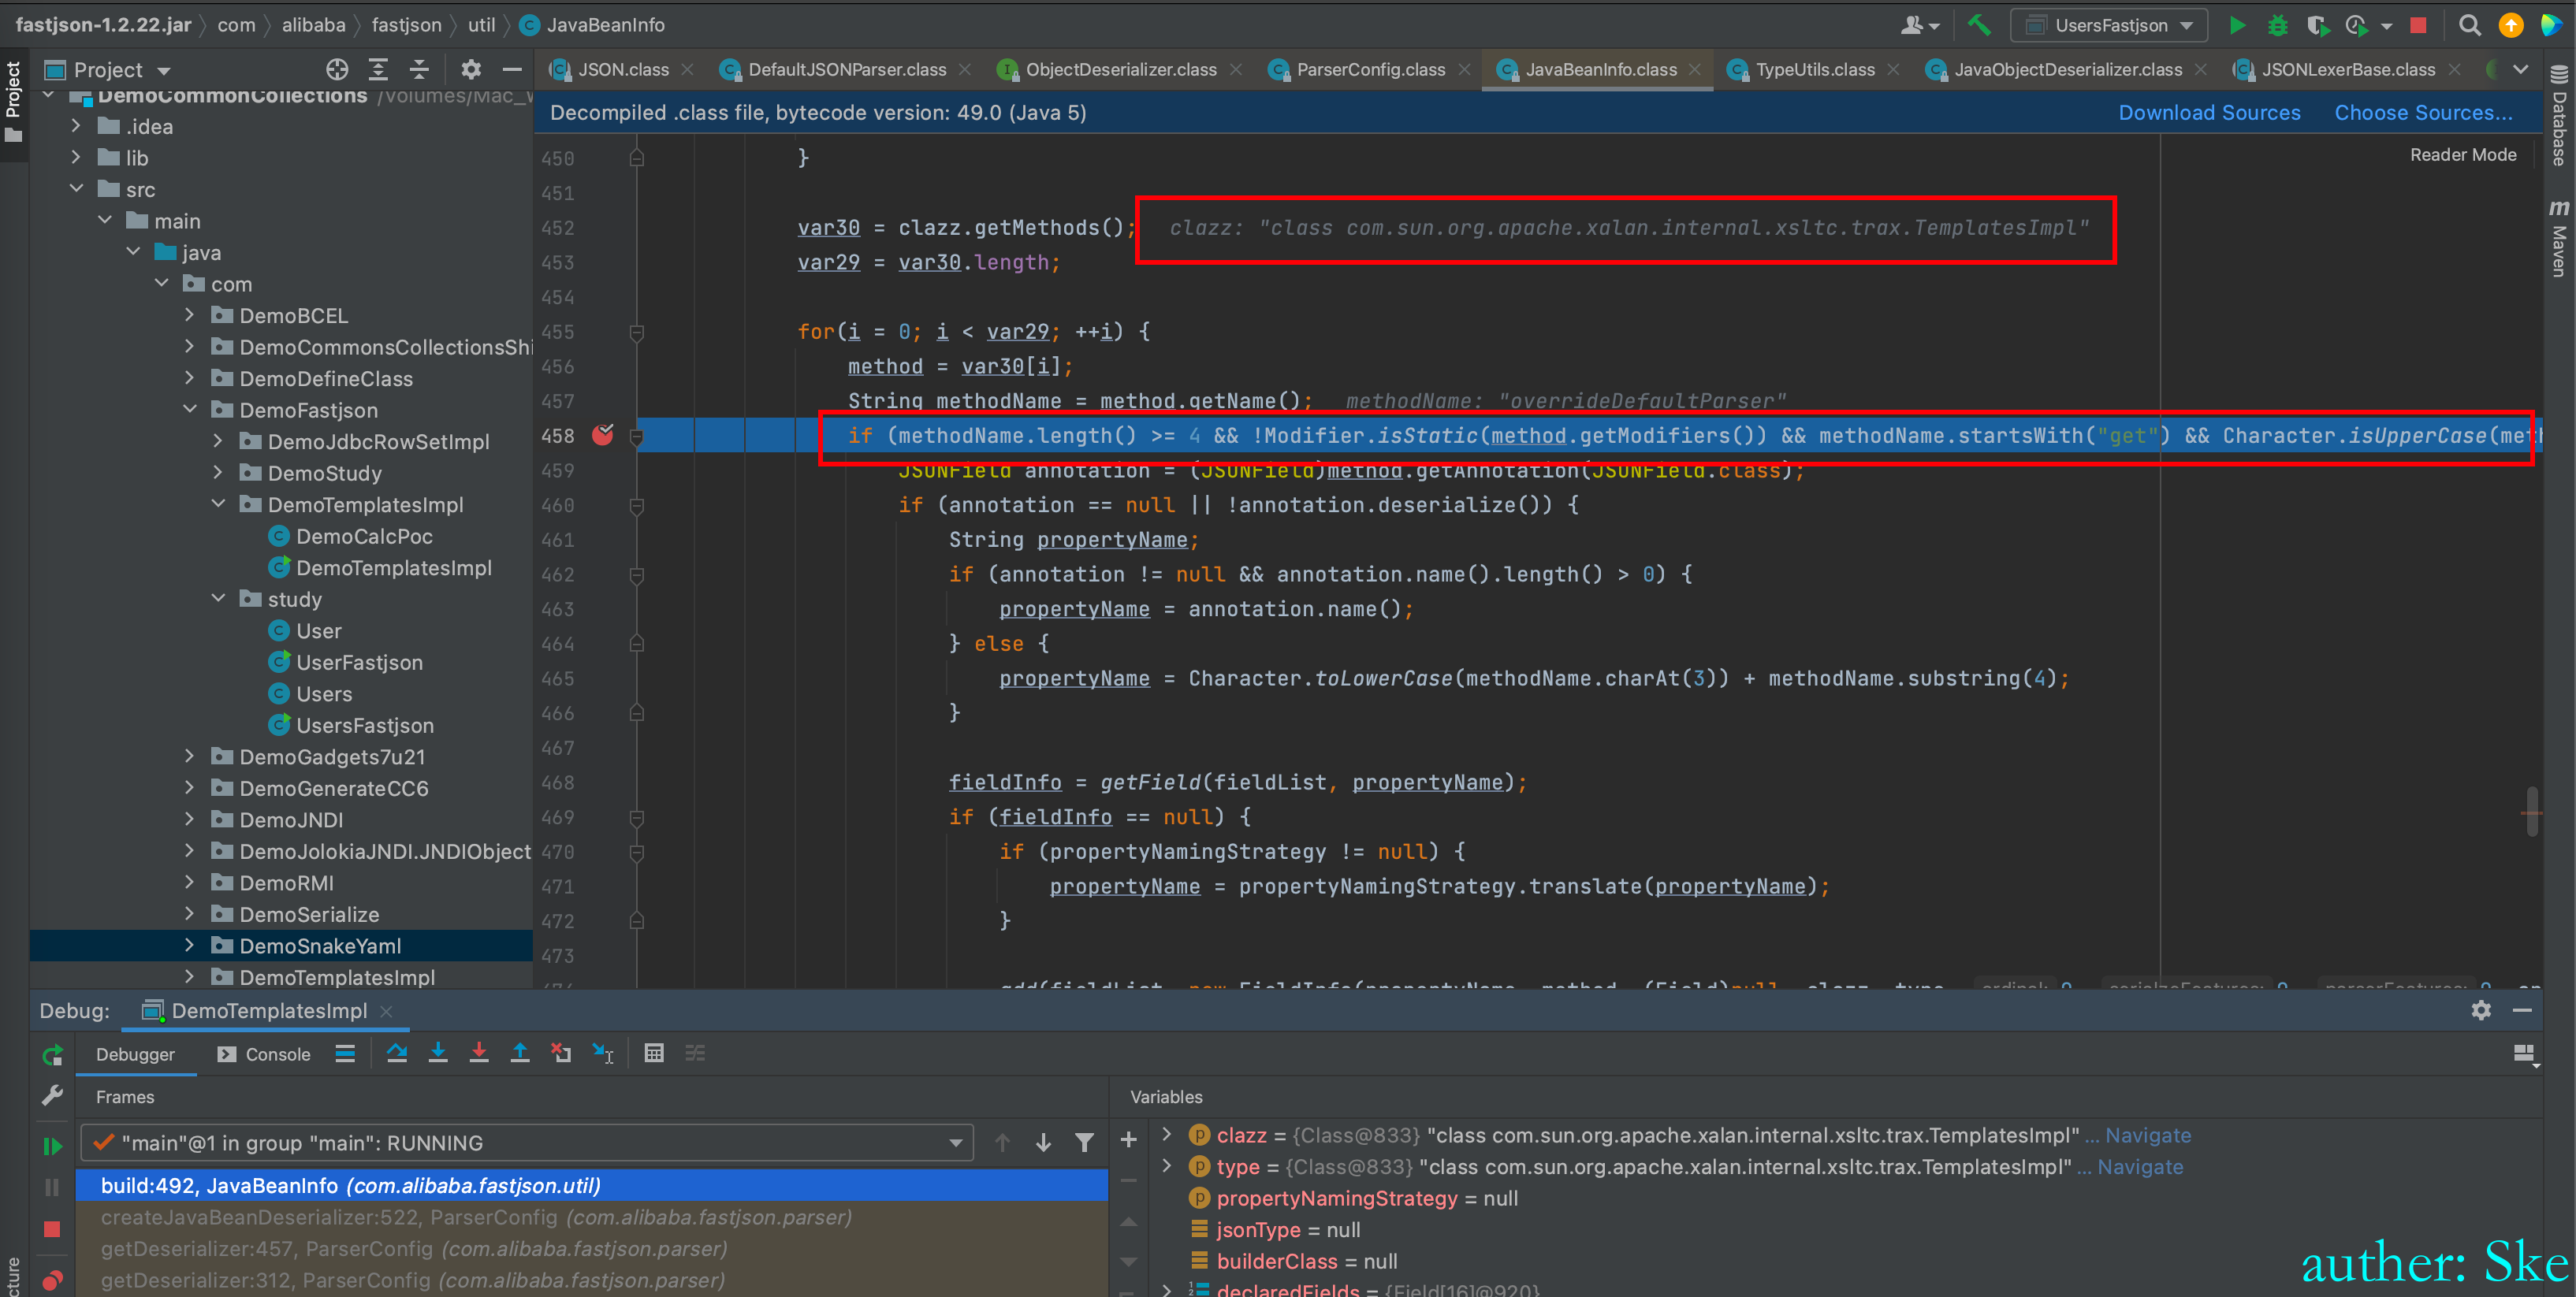 fastjson-1.2.22.jar com alibaba fastjson util JavaBeanInfo
UsersFastjson
Project
JSON.class DefaultJSONParser.class ObjectDeserializer.class ParserConfig.class JavaBeanInfo.class TypeUtils.class JavaObjectDeserializer.class JSONLexerBase.class
Project
Decompiled .class file, bytecode version: 49.0 (Java 5) Download Sources Choose Sources...
Reader Mode
Database
Maven
DemoCommonCollections
.idea
lib
src
main
java
com
DemoBCEL
DemoCommonsCollectionsShi
DemoDefineClass
DemoFastjson
DemoJdbcRowSetImpl
DemoStudy
DemoTemplatesImpl
DemoCalcPoc
DemoTemplatesImpl
study
User
UserFastjson
Users
UsersFastjson
DemoGadgets7u21
DemoGenerateCC6
DemoJNDI
DemoJolokiaJNDI.JNDIObject
DemoRMI
DemoSerialize
DemoSnakeYaml
DemoTemplatesImpl
450 }
451
452 var30 = clazz.getMethods(); clazz: "class com.sun.org.apache.xalan.internal.xsltc.trax.TemplatesImpl"
453 var29 = var30.length;
454
455 for(i = 0; i < var29; ++i) {
456 method = var30[i];
457 String methodName = method.getName(); methodName: "overrideDefaultParser"
458 if (methodName.length() >= 4 && !Modifier.isStatic(method.getModifiers()) && methodName.startsWith("get") && Character.isUpperCase(met
459 JSONField annotation = (JSONField)method.getAnnotation(JSONField.class);
460 if (annotation == null || !annotation.deserialize()) {
461 String propertyName;
462 if (annotation != null && annotation.name().length() > 0) {
463 propertyName = annotation.name();
464 } else {
465 propertyName = Character.toLowerCase(methodName.charAt(3)) + methodName.substring(4);
466 }
467
468 fieldInfo = getField(fieldList, propertyName);
469 if (fieldInfo == null) {
470 if (propertyNamingStrategy != null) {
471 propertyName = propertyNamingStrategy.translate(propertyName);
472 }
473
Debug: DemoTemplatesImpl
Debugger Console
Frames
"main"@1 in group "main": RUNNING
build:492, JavaBeanInfo (com.alibaba.fastjson.util)
createJavaBeanDeserializer:522, ParserConfig (com.alibaba.fastjson.parser)
getDeserializer:457, ParserConfig (com.alibaba.fastjson.parser)
getDeserializer:312, ParserConfig (com.alibaba.fastjson.parser)
Variables
clazz = {Class@833} "class com.sun.org.apache.xalan.internal.xsltc.trax.TemplatesImpl" ... Navigate
type = {Class@833} "class com.sun.org.apache.xalan.internal.xsltc.trax.TemplatesImpl" ... Navigate
propertyNamingStrategy = null
jsonType = null
builderClass = null
declaredFields = {Field[16]@920}
auther: Ske